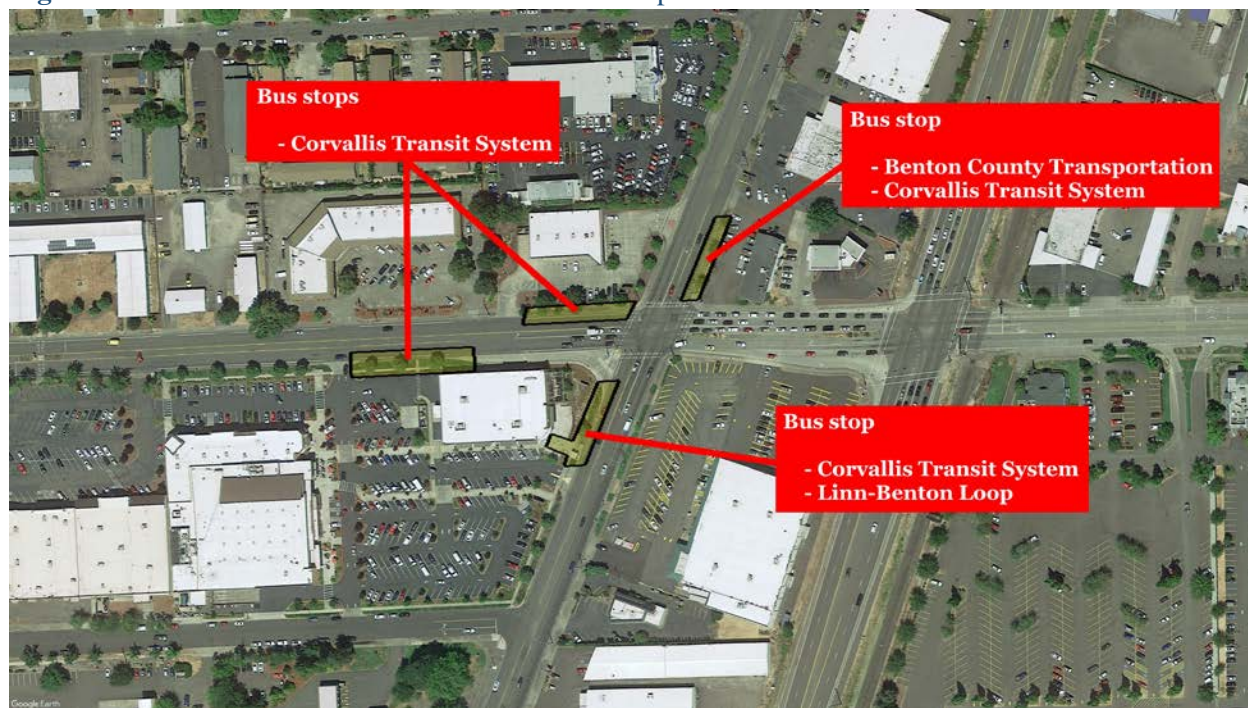 Bus stops
- Corvallis Transit System
Bus stop
- Benton County Transportation
- Corvallis Transit System
Bus stop
- Corvallis Transit System
- Linn-Benton Loop
Google Earth